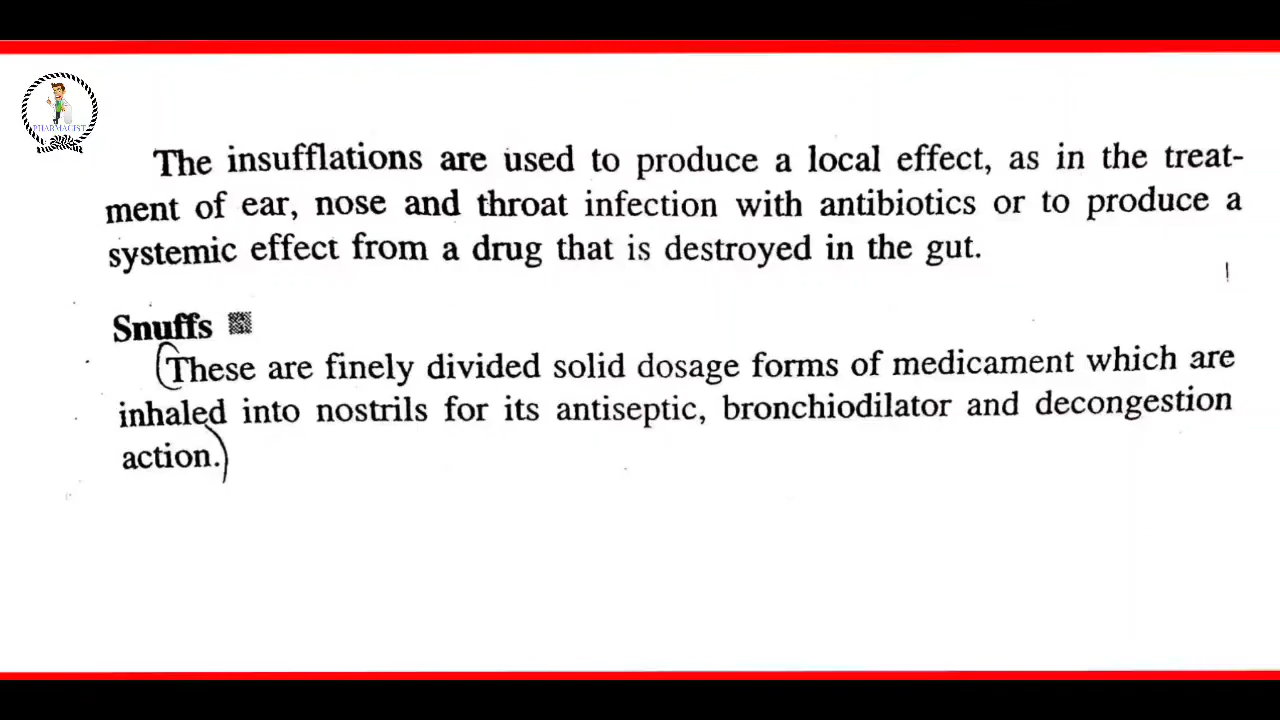 PHARMACIST
The insufflations are used to produce a local effect, as in the treat-
ment of ear, nose and throat infection with antibiotics or to produce a
systemic effect from a drug that is destroyed in the gut.
Snuffs
These are finely divided solid dosage forms of medicament which are
inhaled into nostrils for its antiseptic, bronchiodilator and decongestion
action.